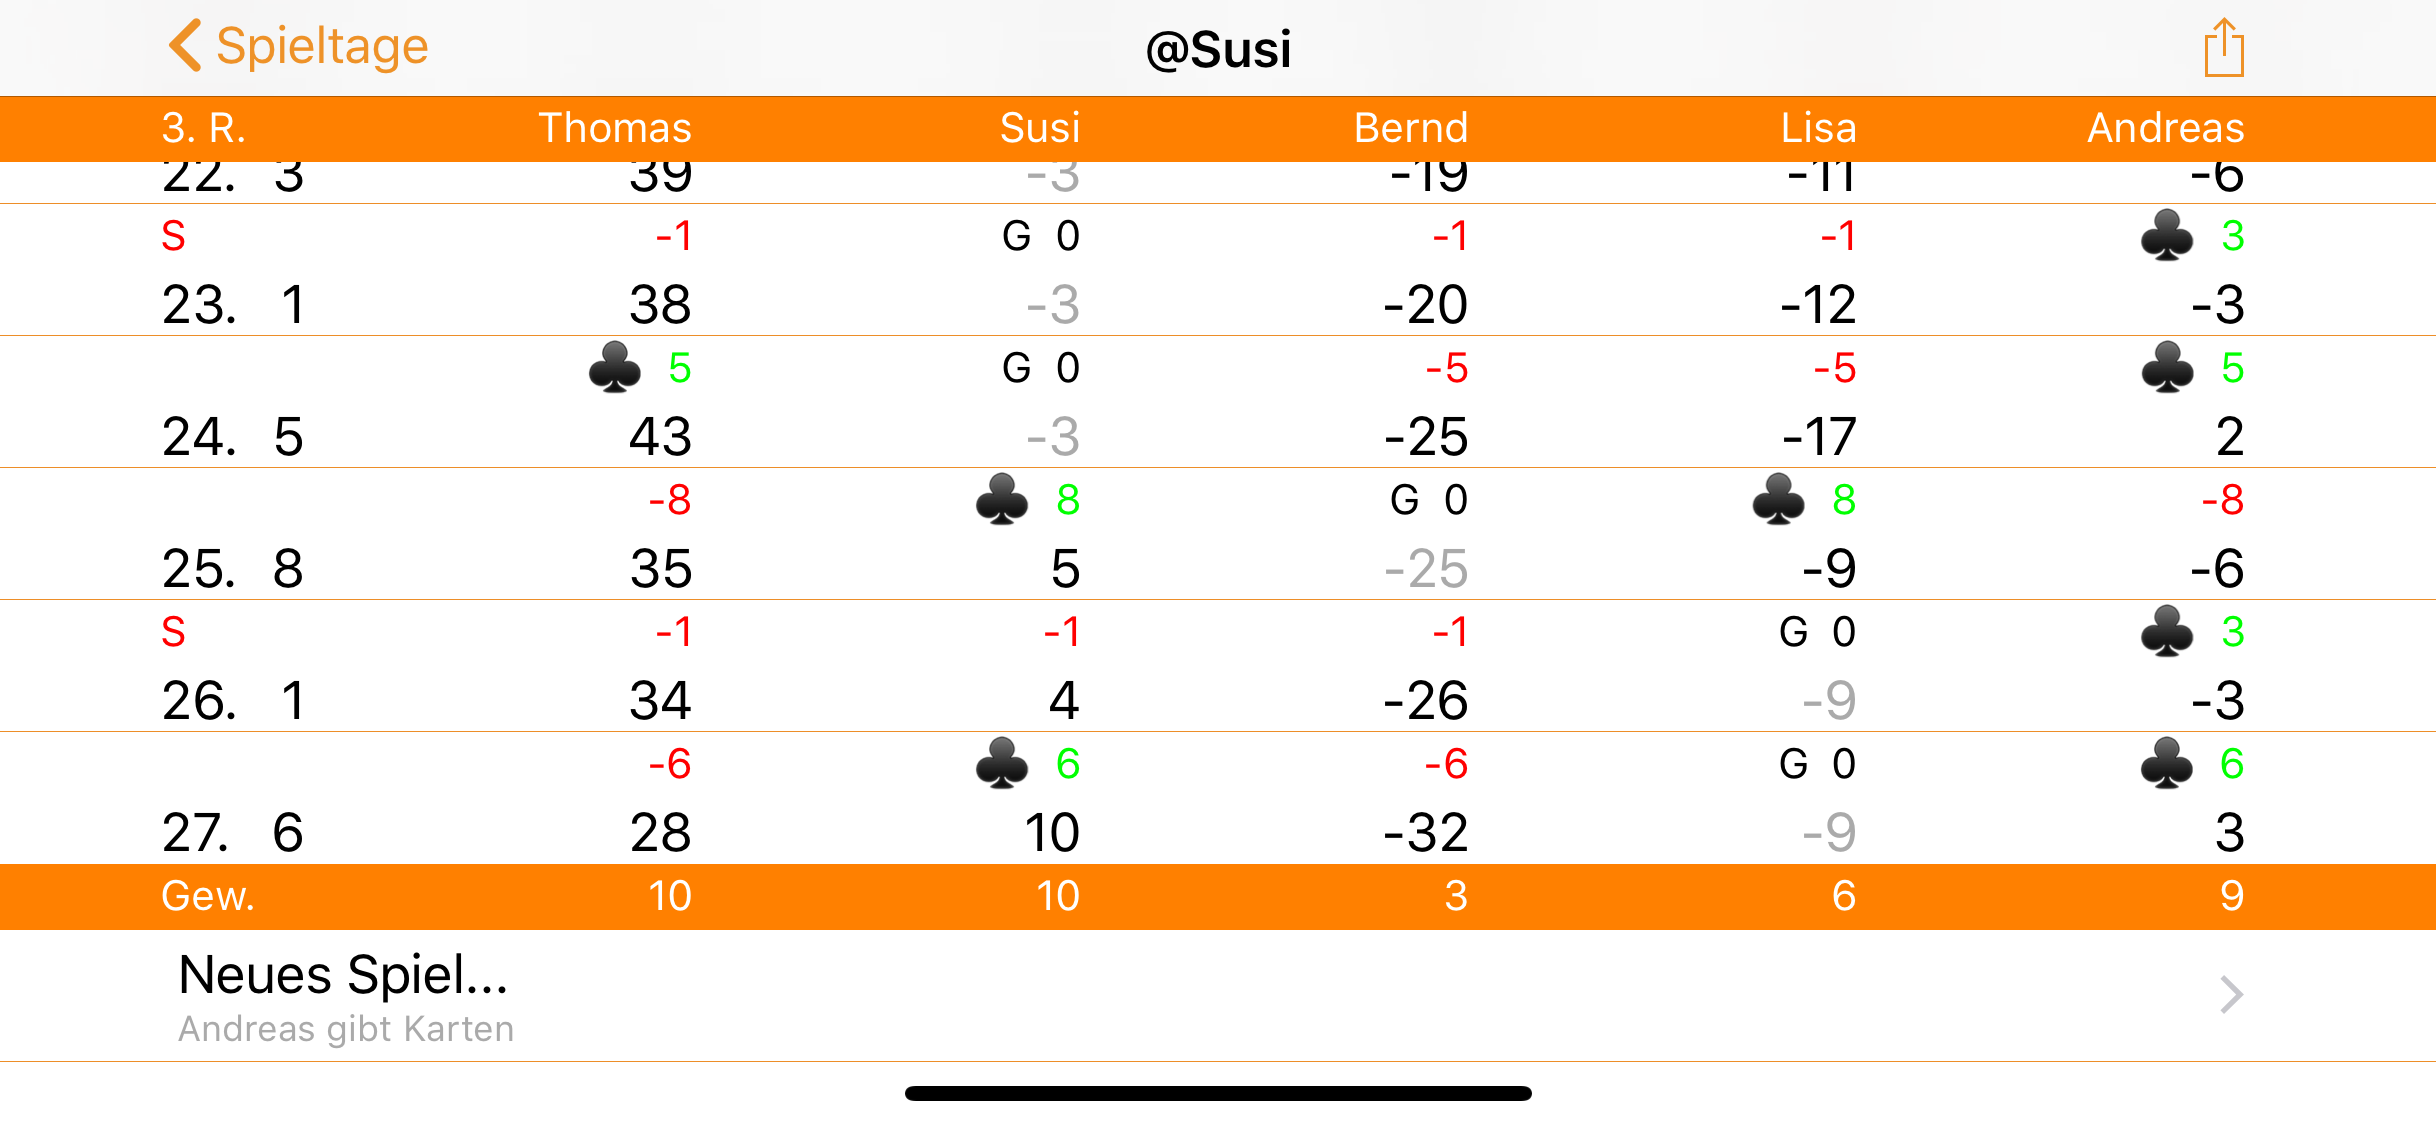 Spieltage @Susi
3. R. Thomas Susi Bernd Lisa Andreas
22. 3 39 -3 -19 -11 -6
S -1 G 0 -1 -1 3
23. 1 38 -3 -20 -12 -3
5 G 0 -5 -5 5
24. 5 43 -3 -25 -17 2
-8 8 G 0 8 -8
25. 8 35 5 -25 -9 -6
S -1 -1 -1 G 0 3
26. 1 34 4 -26 -9 -3
-6 6 -6 G 0 6
27. 6 28 10 -32 -9 3
Gew. 10 10 3 6 9
Neues Spiel...
Andreas gibt Karten